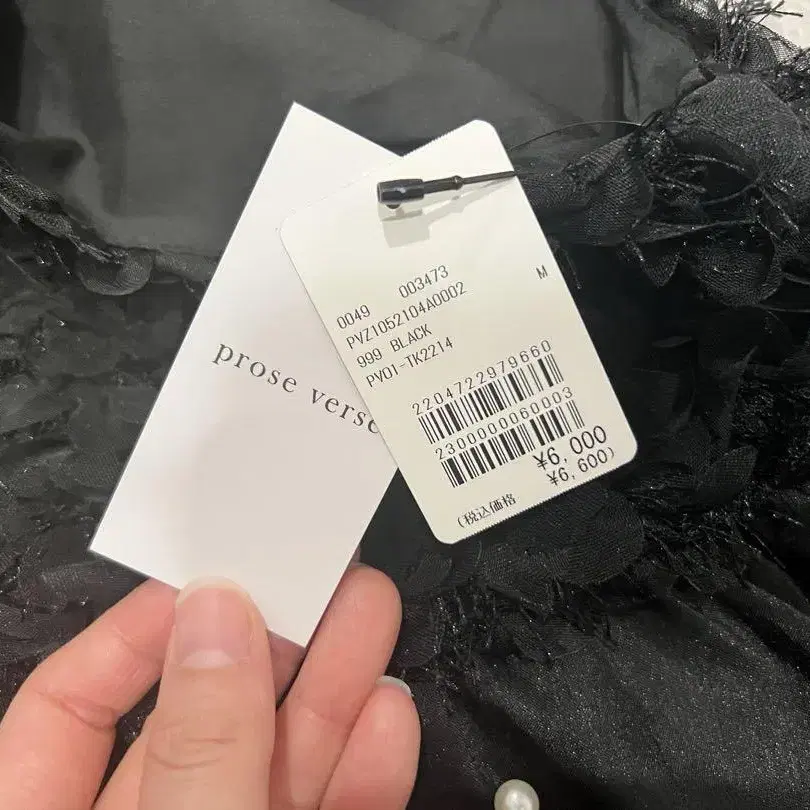 prose verse
0049 003473
PVZ1052104A0002 M
999 BLACK
PV01-TK2214
2204722979660
2300000060003
¥6,000
(税込価格 ¥6,600)